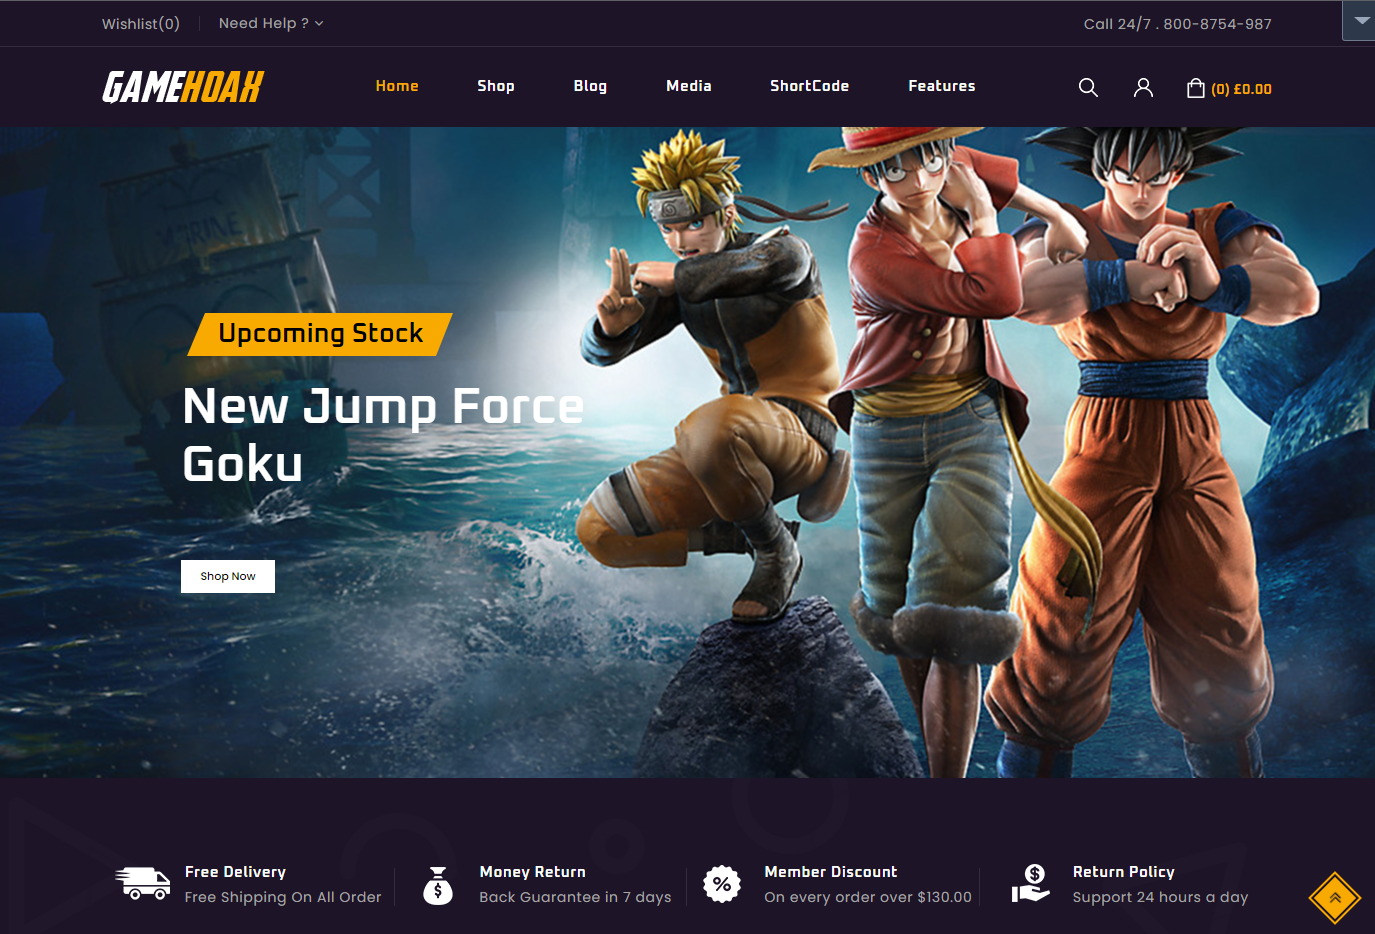 Wishlist(0)
Need Help ?
Call 24/7 . 800-8754-987
GAMEHOAX
Home
Shop
Blog
Media
ShortCode
Features
(0) £0.00
MARINE
Upcoming Stock
New Jump Force
Goku
Shop Now
Free Delivery
Free Shipping On All Order
Money Return
Back Guarantee in 7 days
Member Discount
On every order over $130.00
Return Policy
Support 24 hours a day